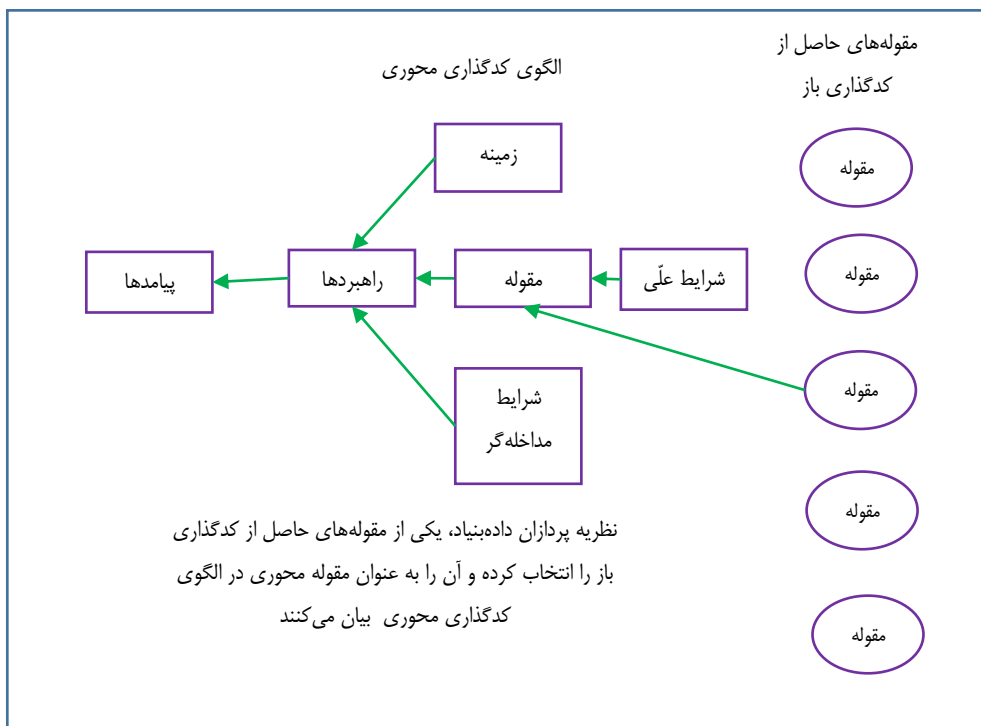 مقوله‌های حاصل از
کدگذاری باز
الگوی کدگذاری محوری
مقوله
مقوله
مقوله
مقوله
مقوله
زمینه
شرایط علّی
مقوله
راهبردها
پیامدها
شرایط
مداخله‌گر
نظریه پردازان داده‌بنیاد، یکی از مقوله‌های حاصل از کدگذاری
باز را انتخاب کرده و آن را به عنوان مقوله محوری در الگوی
کدگذاری محوری بیان می‌کنند